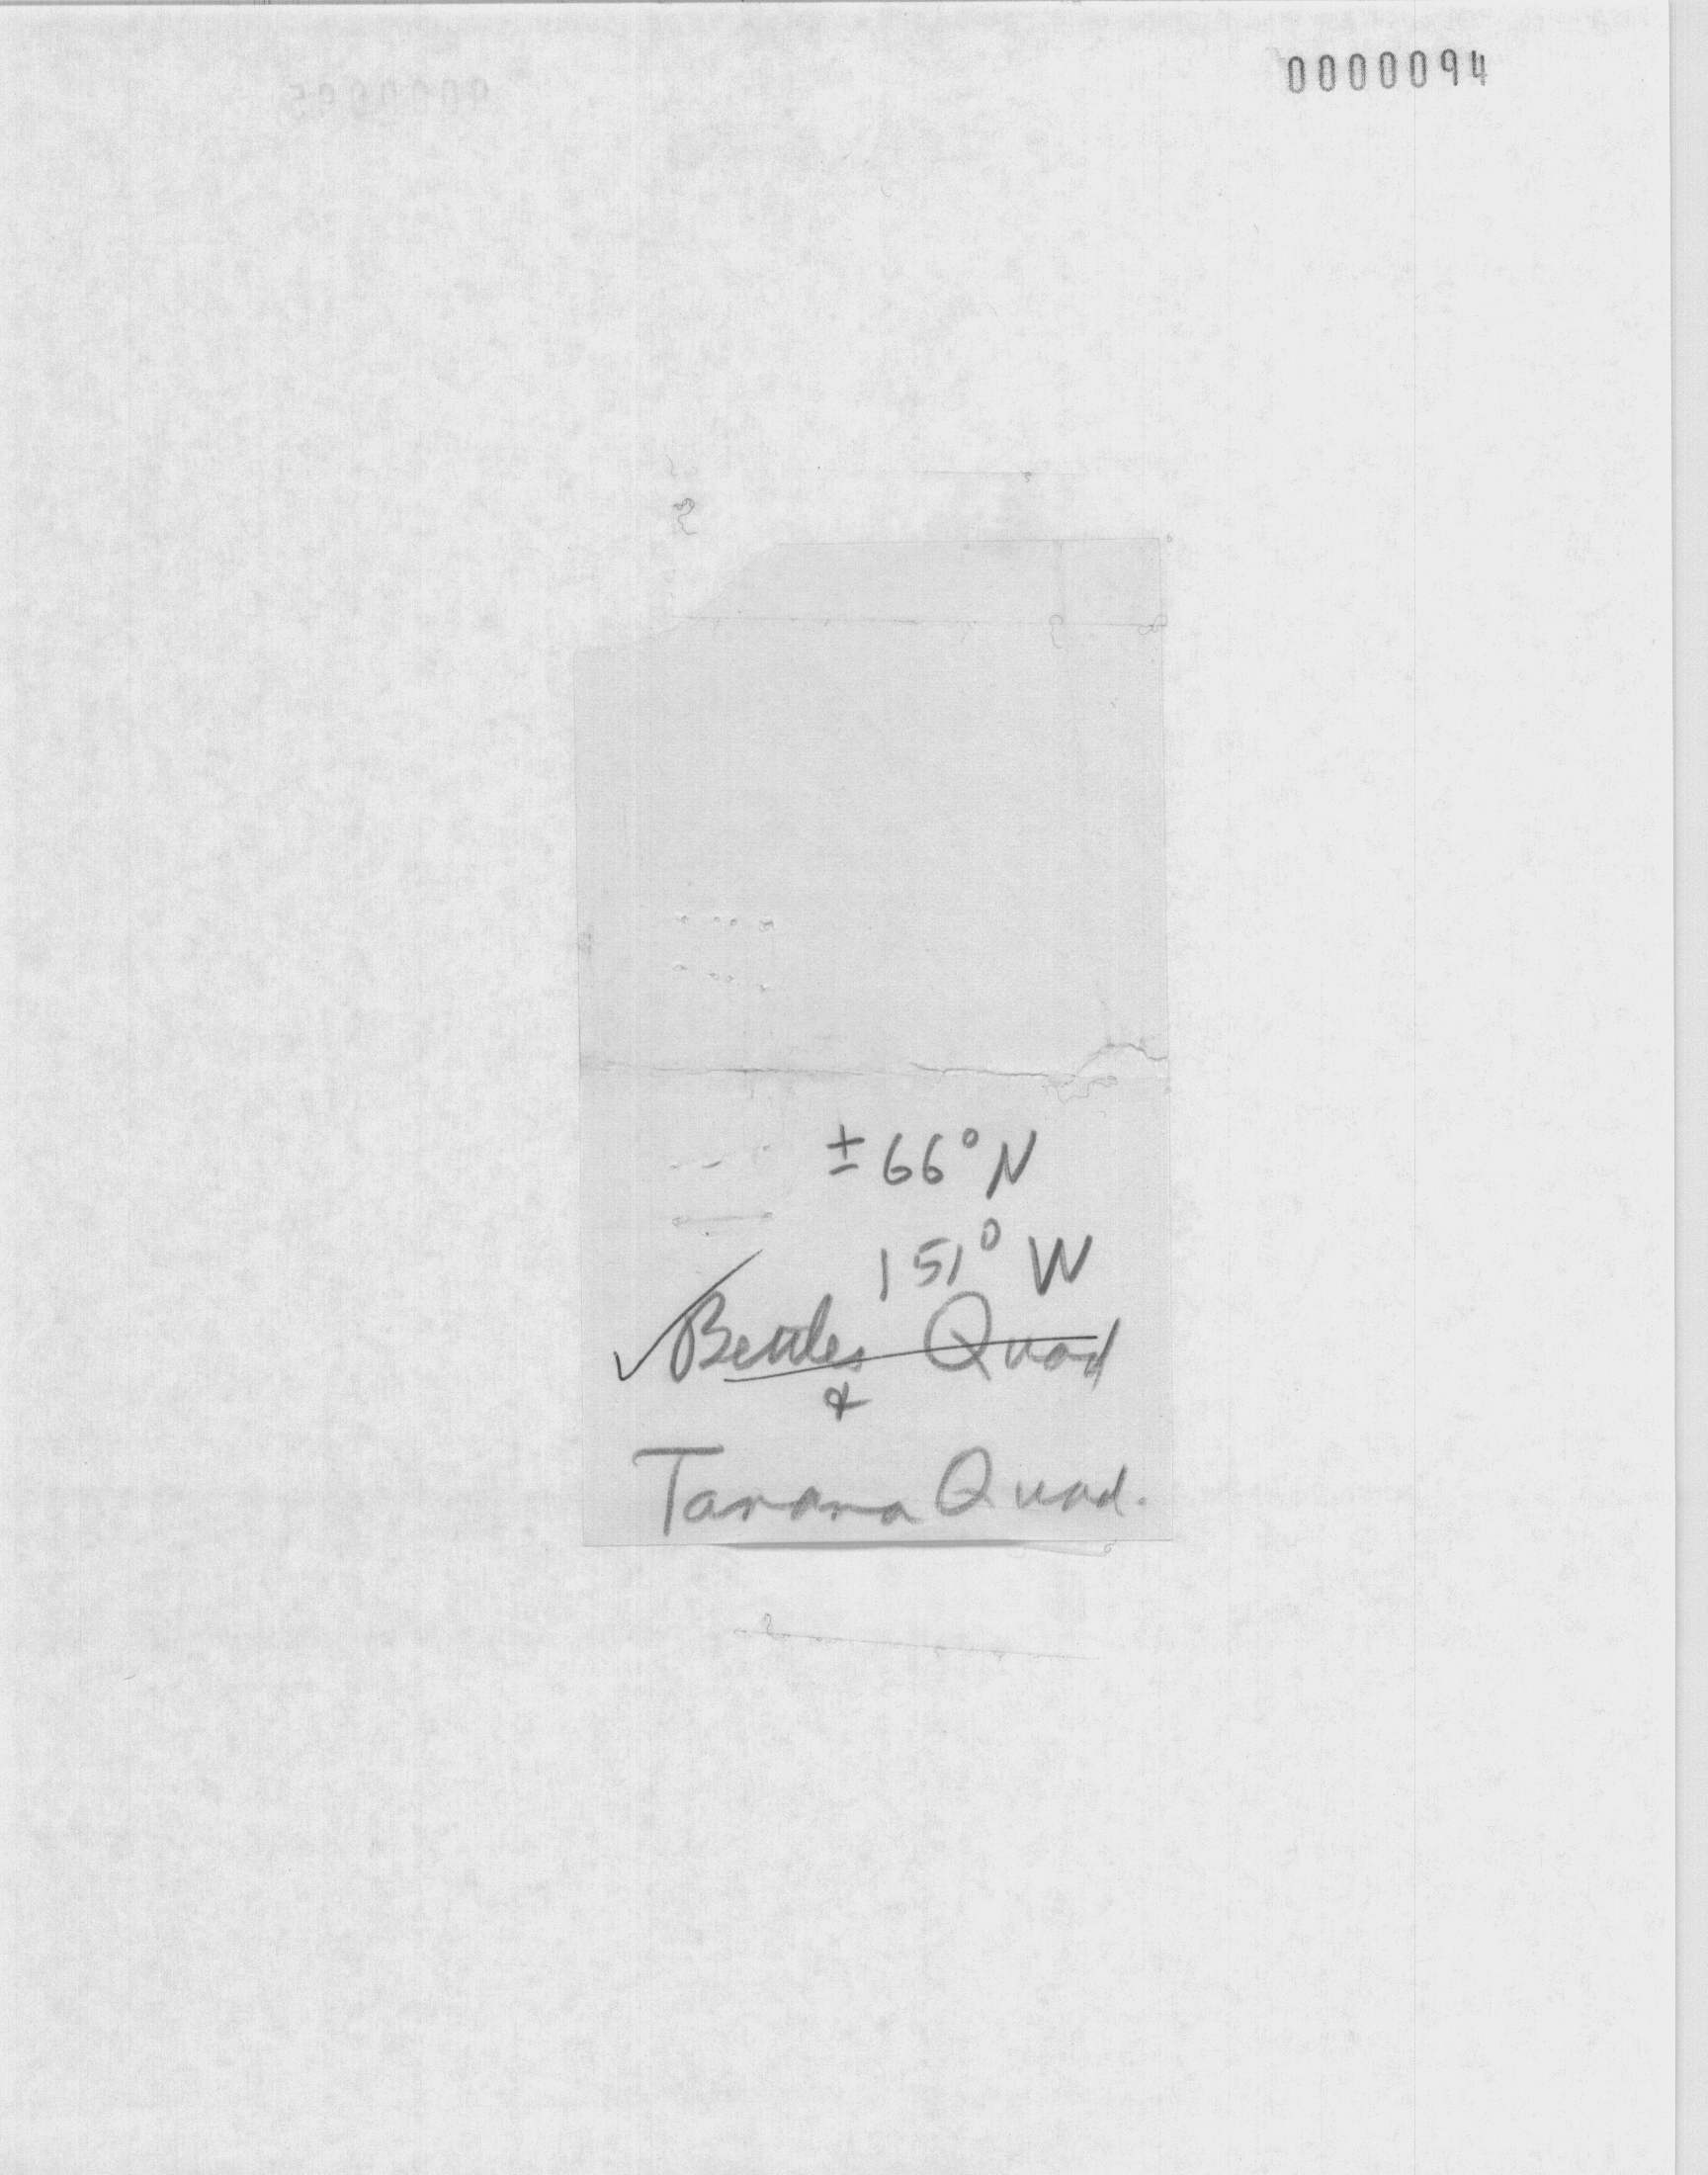 0000094
± 66° N
151° W
✓ Bettles Quad
&
Tanana Quad.